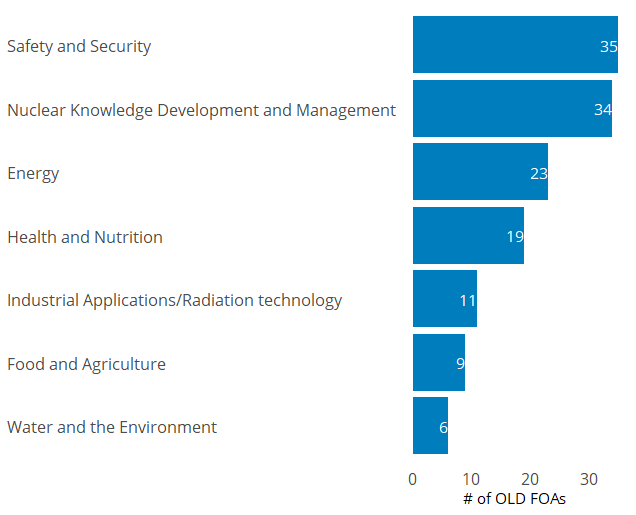 Safety and Security 35
Nuclear Knowledge Development and Management 34
Energy 23
Health and Nutrition 19
Industrial Applications/Radiation technology 11
Food and Agriculture 9
Water and the Environment 6
0 10 20 30
# of OLD FOAs